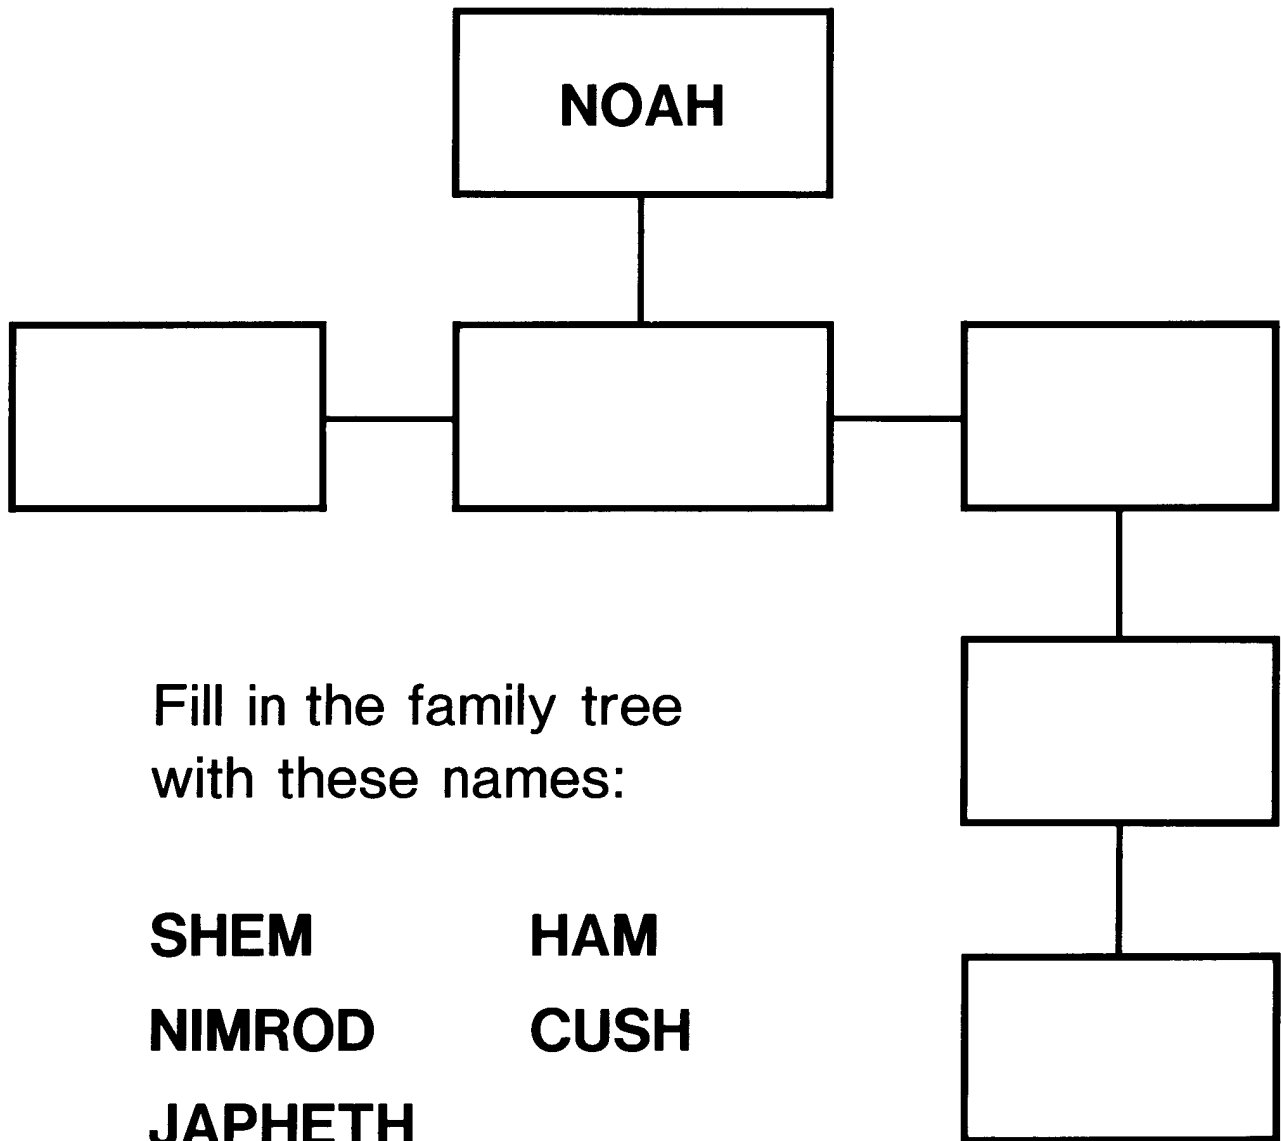 NOAH
Fill in the family tree
with these names:
SHEM HAM
NIMROD CUSH
JAPHETH